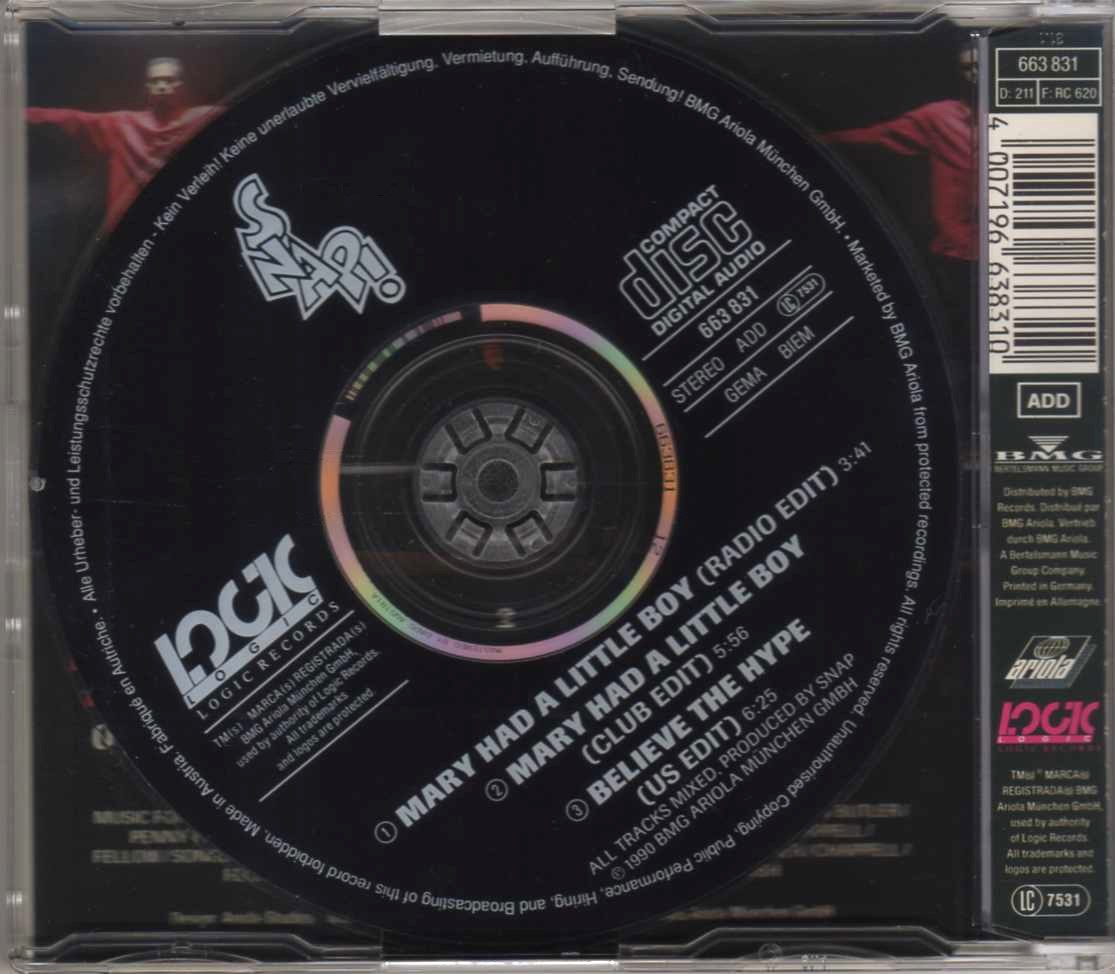 Alle Urheber- und Leistungsschutzrechte vorbehalten - Kein Verleih! Keine unerlaubte Vervielfältigung, Vermietung, Aufführung, Sendung! BMG Ariola München GmbH. • Marketed by BMG Ariola from protected recordings. All rights reserved. Unauthorised Copying, Public Performance, Hiring, and Broadcasting of this record forbidden. Made in Austria Fabriqué en Autriche. •
SNAP!
COMPACT
disc
DIGITAL AUDIO
663 831
STEREO ADD LC 7531
GEMA BIEM
663831 12
LOGIC
LOGIC
LOGIC RECORDS
TM(s)® MARCA(s) REGISTRADA(s)
BMG Ariola München GmbH,
used by authority of Logic Records.
All trademarks
and logos are protected.
① MARY HAD A LITTLE BOY (RADIO EDIT) 3:41
② MARY HAD A LITTLE BOY
(CLUB EDIT) 5:56
③ BELIEVE THE HYPE
(US EDIT) 6:25
ALL TRACKS MIXED, PRODUCED BY SNAP
© 1990 BMG ARIOLA MÜNCHEN GMBH
MUSIC FO
PENNY
FELLOW/SONG
663 831
D: 211 F: RC 620
4 007196 638310
ADD
BMG
BERTELSMANN MUSIC GROUP
Distributed by BMG
Records. Distribué par
BMG Ariola. Vertrieb
durch BMG Ariola.
A Bertelsmann Music
Group Company.
Printed in Germany.
Imprimé en Allemagne.
ariola
LOGIC
LOGIC
LOGIC RECORDS
TM(s) ® MARCA(s)
REGISTRADA(s) BMG
Ariola München GmbH,
used by authority
of Logic Records.
All trademarks and
logos are protected.
LC 7531